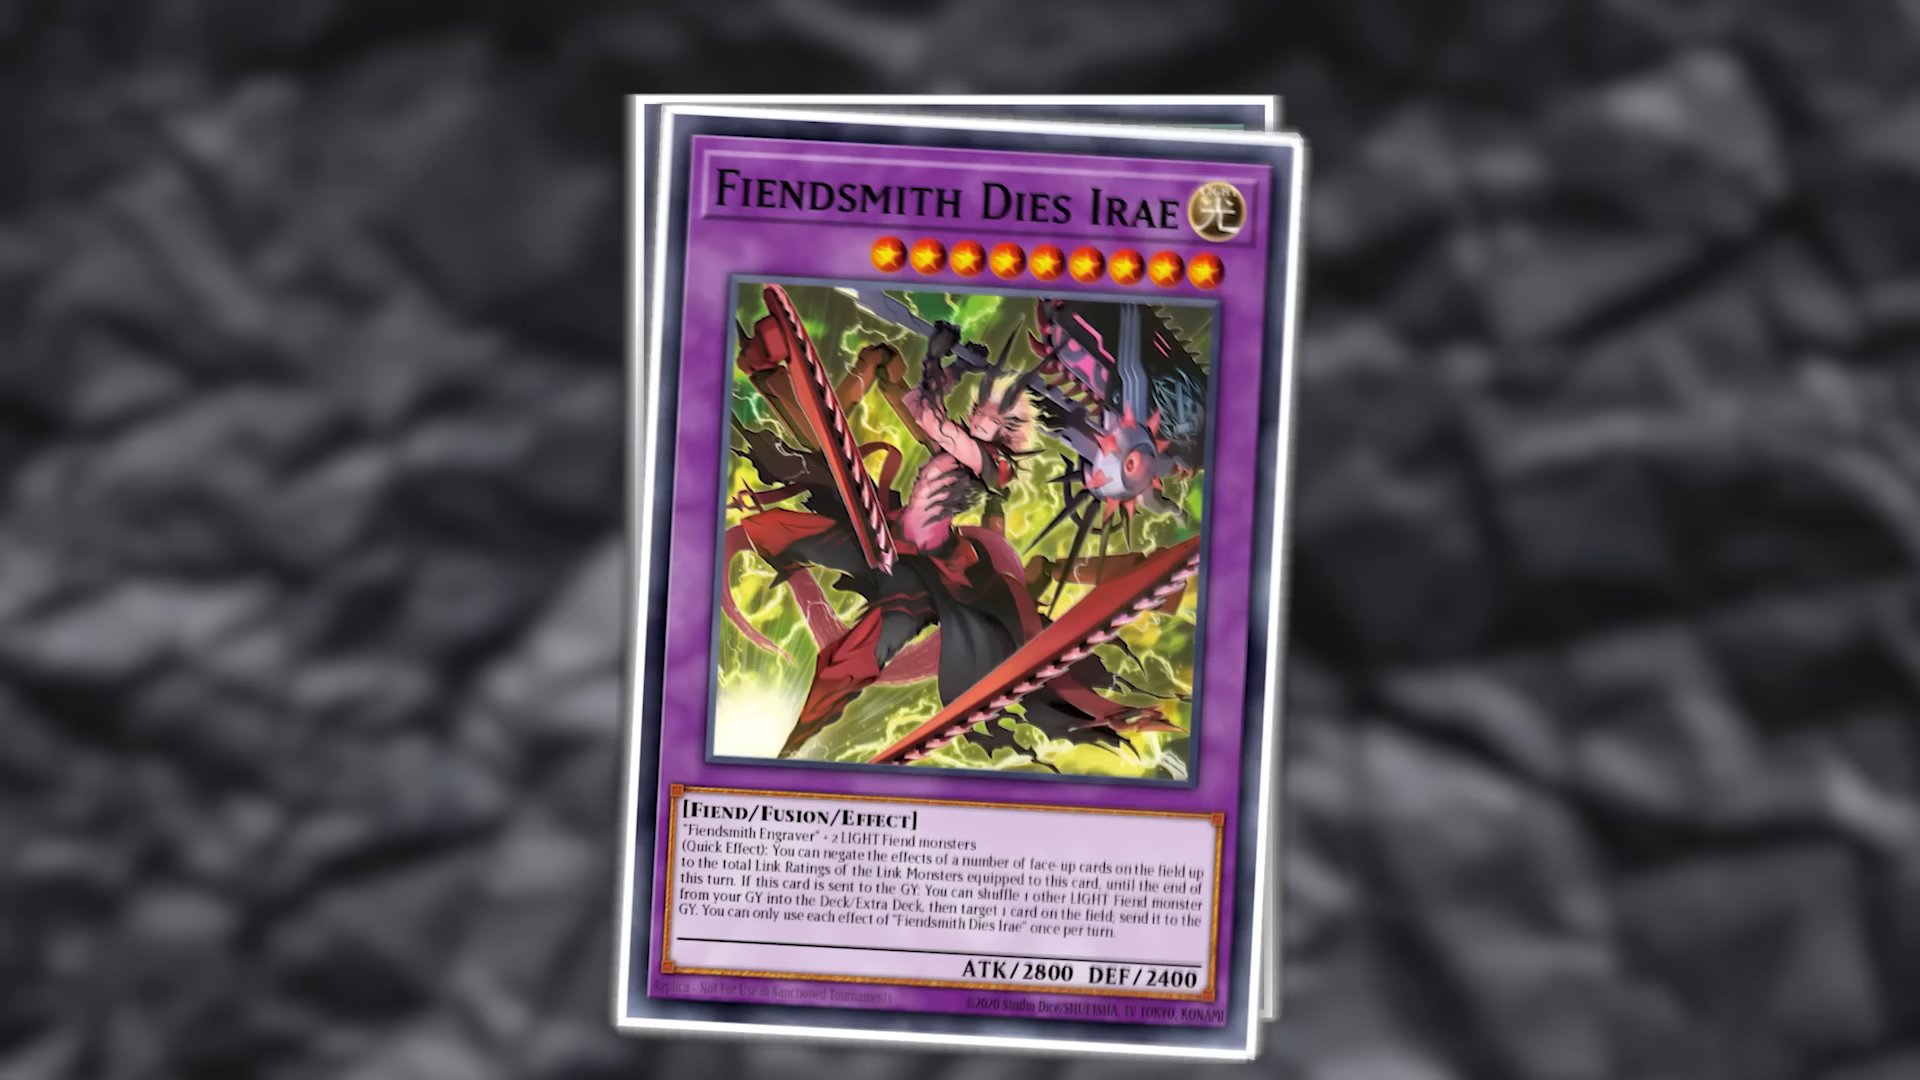 FIENDSMITH DIES IRAE
LIGHT
光
[FIEND/FUSION/EFFECT]
"Fiendsmith Engraver" + 2 LIGHT Fiend monsters
(Quick Effect): You can negate the effects of a number of face-up cards on the field up
to the total Link Ratings of the Link Monsters equipped to this card, until the end of
this turn. If this card is sent to the GY: You can shuffle 1 other LIGHT Fiend monster
from your GY into the Deck/Extra Deck, then target 1 card on the field; send it to the
GY. You can only use each effect of "Fiendsmith Dies Irae" once per turn.
ATK/2800 DEF/2400
Replica - Not For Use in Sanctioned Tournaments
©2020 Studio Dice/SHUEISHA, TV TOKYO, KONAMI